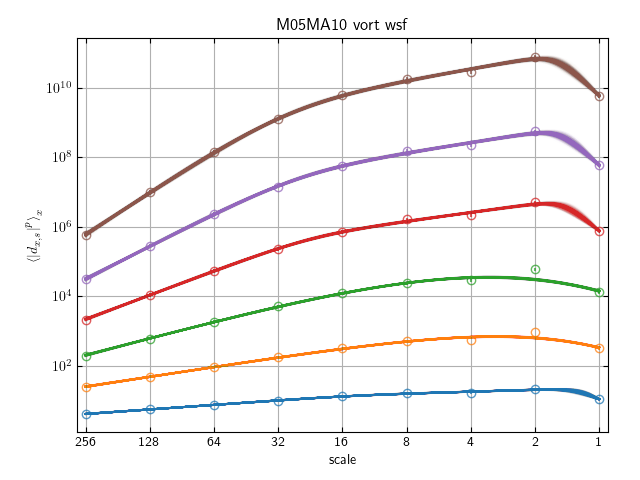 M05MA10 vort wsf
10^{10}
10^{8}
10^{6}
10^{4}
10^{2}
⟨|d_{x,s}|^p⟩_x
256 128 64 32 16 8 4 2 1
scale